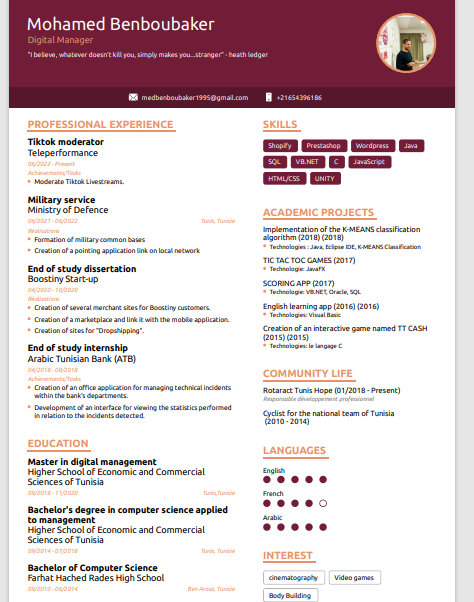 Mohamed Benboubaker
Digital Manager
"I believe, whatever doesn't kill you, simply makes you...stranger" - heath ledger
medbenboubaker1995@gmail.com +21654396186
PROFESSIONAL EXPERIENCE
Tiktok moderator
Teleperformance
06/2022 - Present
Achievements/Tasks
Moderate Tiktok Livestreams.
Military service
Ministry of Defence
06/2021 - 06/2022 Tunis, Tunisie
Réalisations
Formation of military common bases
Creation of a pointing application link on local network
End of study dissertation
Boostiny Start-up
04/2020 - 10/2020
Réalisations
Creation of several merchant sites for Boostiny customers.
Creation of a marketplace and link it with the mobile application.
Creation of sites for "Dropshipping".
End of study internship
Arabic Tunisian Bank (ATB)
04/2018 - 08/2018
Achievements/Tasks
Creation of an office application for managing technical incidents
within the bank's departments.
Development of an interface for viewing the statistics performed
in relation to the incidents detected.
EDUCATION
Master in digital management
Higher School of Economic and Commercial
Sciences of Tunisia
09/2018 - 11/2020 Tunis,Tunisie
Bachelor's degree in computer science applied
to management
Higher School of Economic and Commercial
Sciences of Tunisia
09/2014 - 07/2018 Tunis, Tunisie
Bachelor of Computer Science
Farhat Hached Rades High School
09/2010 - 06/2014 Ben Arous, Tunisie
SKILLS
Shopify Prestashop Wordpress Java
SQL VB.NET C JavaScript
HTML/CSS UNITY
ACADEMIC PROJECTS
Implementation of the K-MEANS classification
algorithm (2018) (2018)
Technologies : Java, Eclipse IDE, K-MEANS Classification
TIC TAC TOC GAMES (2017)
Technologie: JavaFX
SCORING APP (2017)
Technologie: VB.NET, Oracle, SQL
English learning app (2016) (2016)
Technologies: Visual Basic
Creation of an interactive game named TT CASH
(2015) (2015)
Technologies: le langage C
COMMUNITY LIFE
Rotaract Tunis Hope (01/2018 - Present)
Responsable développement professionnel
Cyclist for the national team of Tunisia
(2010 - 2014)
LANGUAGES
English
French
Arabic
INTEREST
cinematography Video games
Body Building